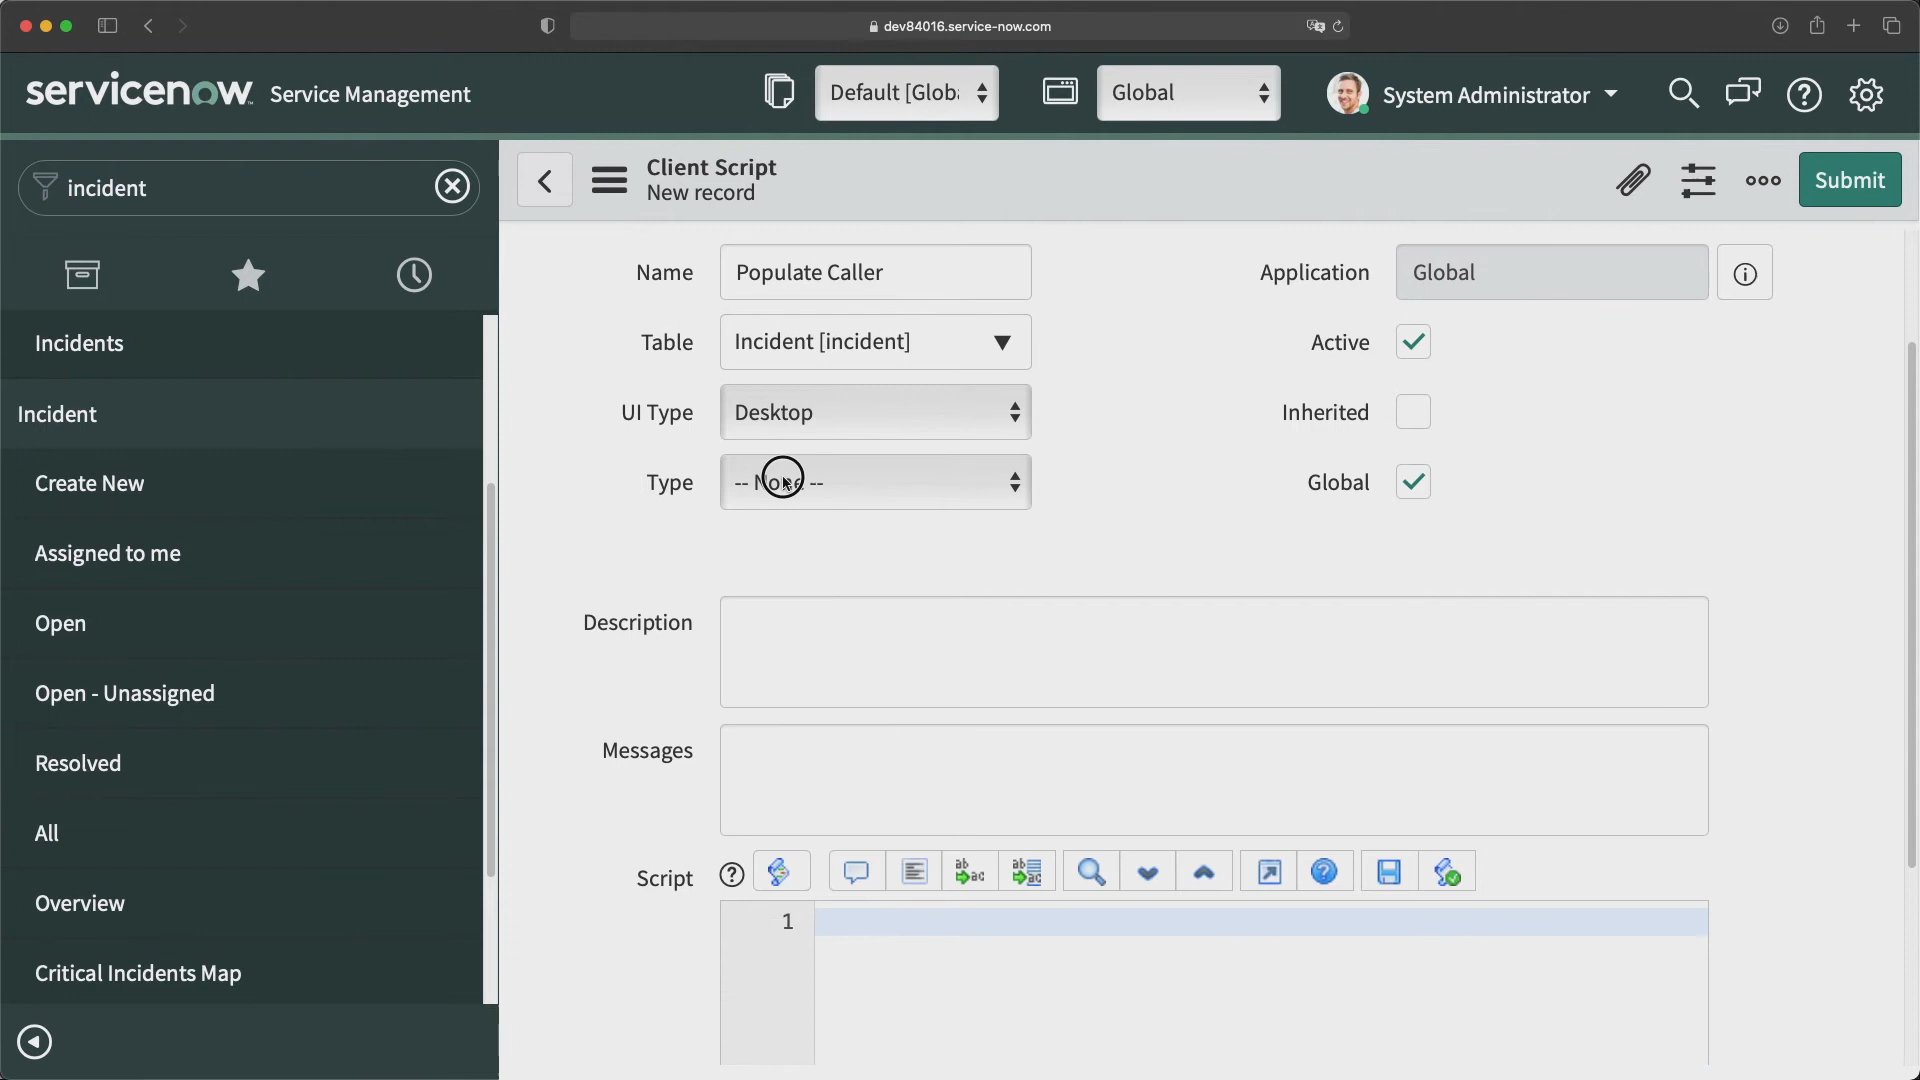 dev84016.service-now.com
servicenow Service Management
Default [Globa
Global
System Administrator
incident
Incidents
Incident
Create New
Assigned to me
Open
Open - Unassigned
Resolved
All
Overview
Critical Incidents Map
Client Script
New record
Submit
Name Populate Caller
Application Global
Table Incident [incident]
Active
UI Type Desktop
Inherited
Type -- None --
Global
Description
Messages
Script
1